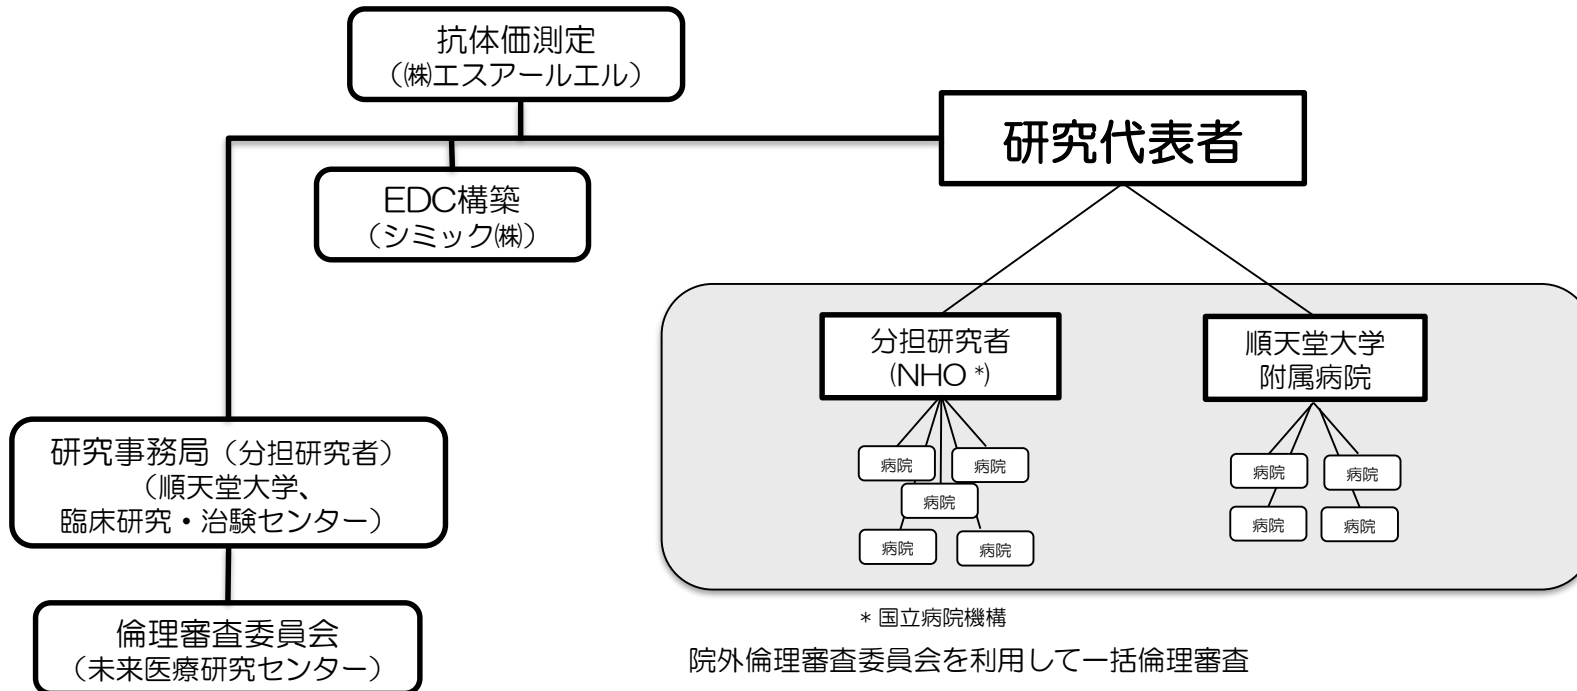 抗体価測定
（㈱エスアールエル）
研究代表者
EDC構築
（シミック㈱）
分担研究者
(NHO *)
順天堂大学
附属病院
病院
病院
病院
病院
病院
病院
病院
病院
病院
研究事務局（分担研究者）
（順天堂大学、
臨床研究・治験センター）
倫理審査委員会
（未来医療研究センター）
* 国立病院機構
院外倫理審査委員会を利用して一括倫理審査